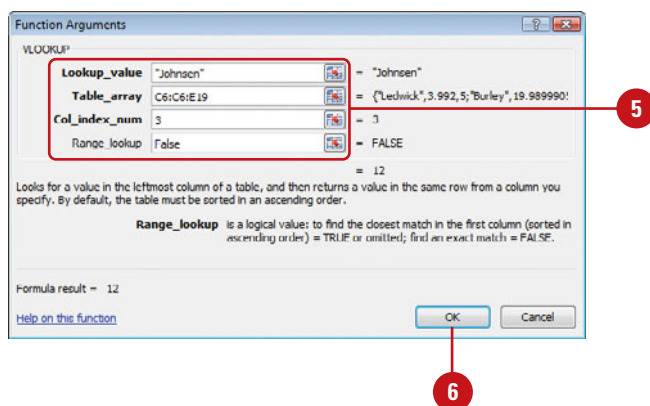 Function Arguments
VLOOKUP
Lookup_value "Johnsen" = "Johnsen"
Table_array C6:C6:E19 = {"Ledwick",3.992,5;"Burley",19.9899905
Col_index_num 3 = 3
Range_lookup False = FALSE
5
= 12
Looks for a value in the leftmost column of a table, and then returns a value in the same row from a column you
specify. By default, the table must be sorted in an ascending order.
Range_lookup is a logical value: to find the closest match in the first column (sorted in
ascending order) = TRUE or omitted; find an exact match = FALSE.
Formula result = 12
Help on this function OK Cancel
6